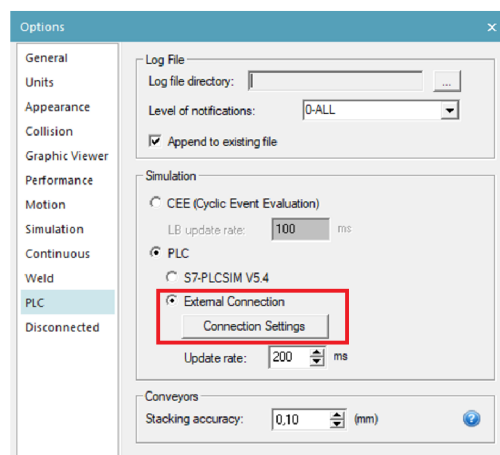 Options
General
Units
Appearance
Collision
Graphic Viewer
Performance
Motion
Simulation
Continuous
Weld
PLC
Disconnected
Log File
Log file directory:
...
Level of notifications:
0-ALL
Append to existing file
Simulation
CEE (Cyclic Event Evaluation)
LB update rate:
100
ms
PLC
S7-PLCSIM V5.4
External Connection
Connection Settings
Update rate:
200
ms
Conveyors
Stacking accuracy:
0,10
(mm)
?